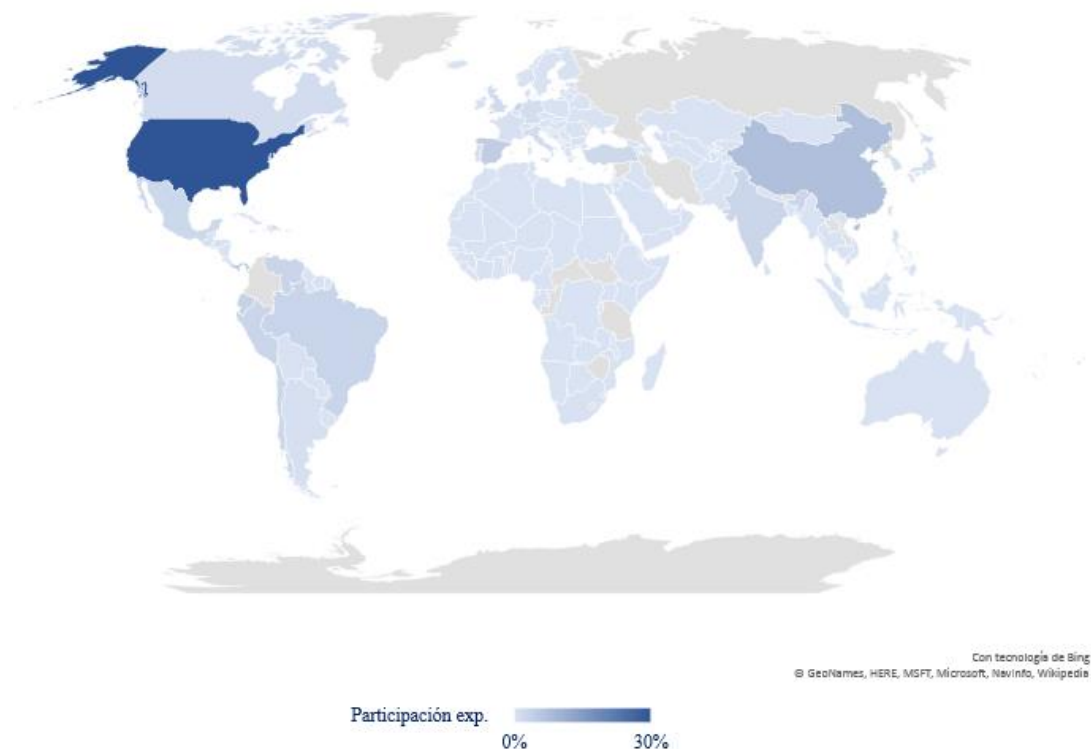 Con tecnología de Bing
© GeoNames, HERE, MSFT, Microsoft, NavInfo, Wikipedia
Participación exp.
0% 30%